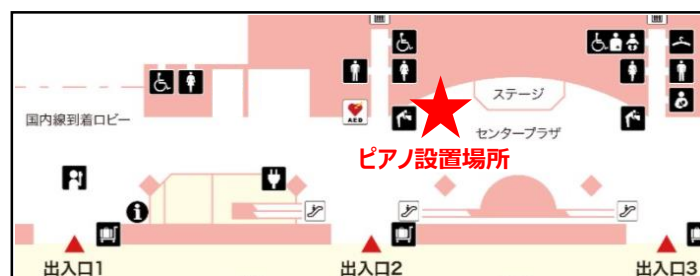 ステージ
AED
国内線到着ロビー
センタープラザ
ピアノ設置場所
出入口1
出入口2
出入口3